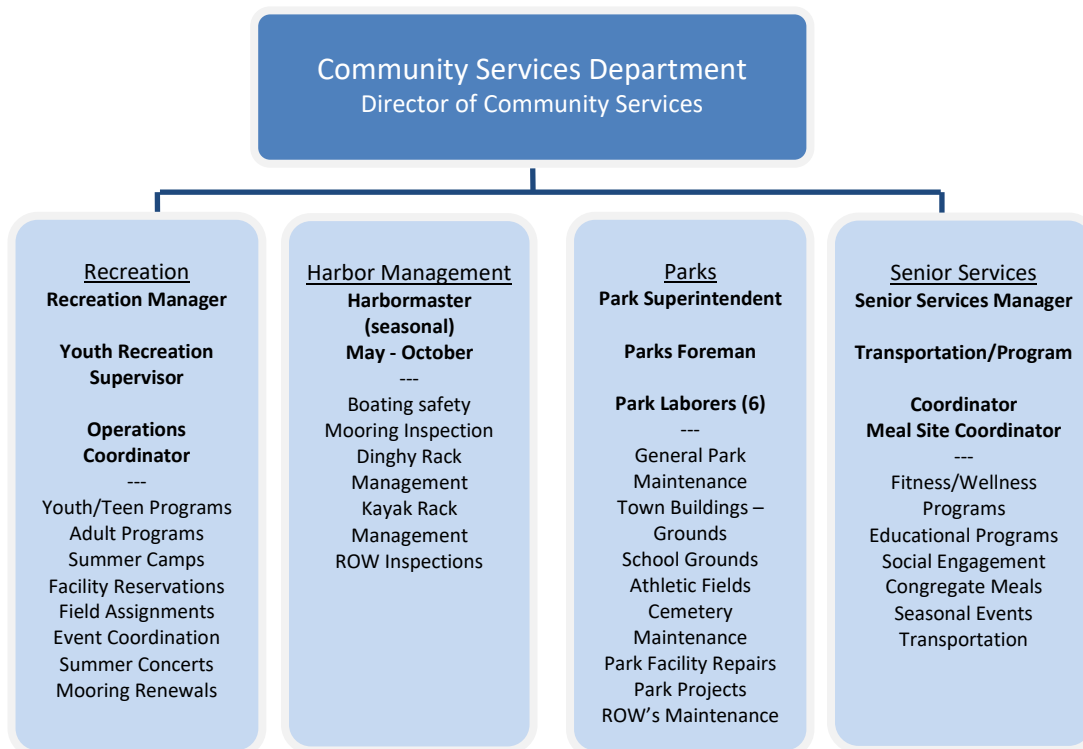 Community Services Department
Director of Community Services
Recreation
Recreation Manager
Youth Recreation
Supervisor
Operations
Coordinator
---
Youth/Teen Programs
Adult Programs
Summer Camps
Facility Reservations
Field Assignments
Event Coordination
Summer Concerts
Mooring Renewals
Harbor Management
Harbormaster
(seasonal)
May - October
---
Boating safety
Mooring Inspection
Dinghy Rack
Management
Kayak Rack
Management
ROW Inspections
Parks
Park Superintendent
Parks Foreman
Park Laborers (6)
---
General Park
Maintenance
Town Buildings –
Grounds
School Grounds
Athletic Fields
Cemetery
Maintenance
Park Facility Repairs
Park Projects
ROW’s Maintenance
Senior Services
Senior Services Manager
Transportation/Program
Coordinator
Meal Site Coordinator
---
Fitness/Wellness
Programs
Educational Programs
Social Engagement
Congregate Meals
Seasonal Events
Transportation